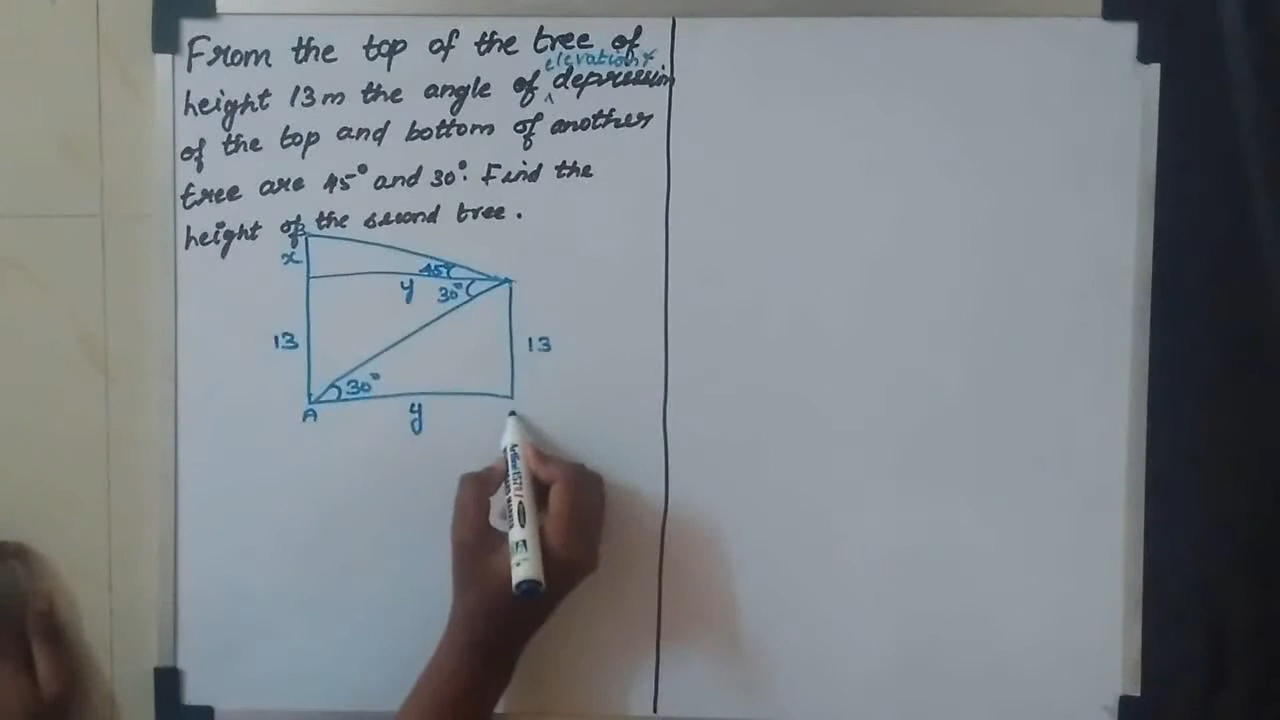 From the top of the tree of
elevation &
height 13m the angle of ^ depression
of the top and bottom of another
tree are 45° and 30°. Find the
height of the second tree.
B
x
45°
y
30°
13
13
30°
A
y
Artline